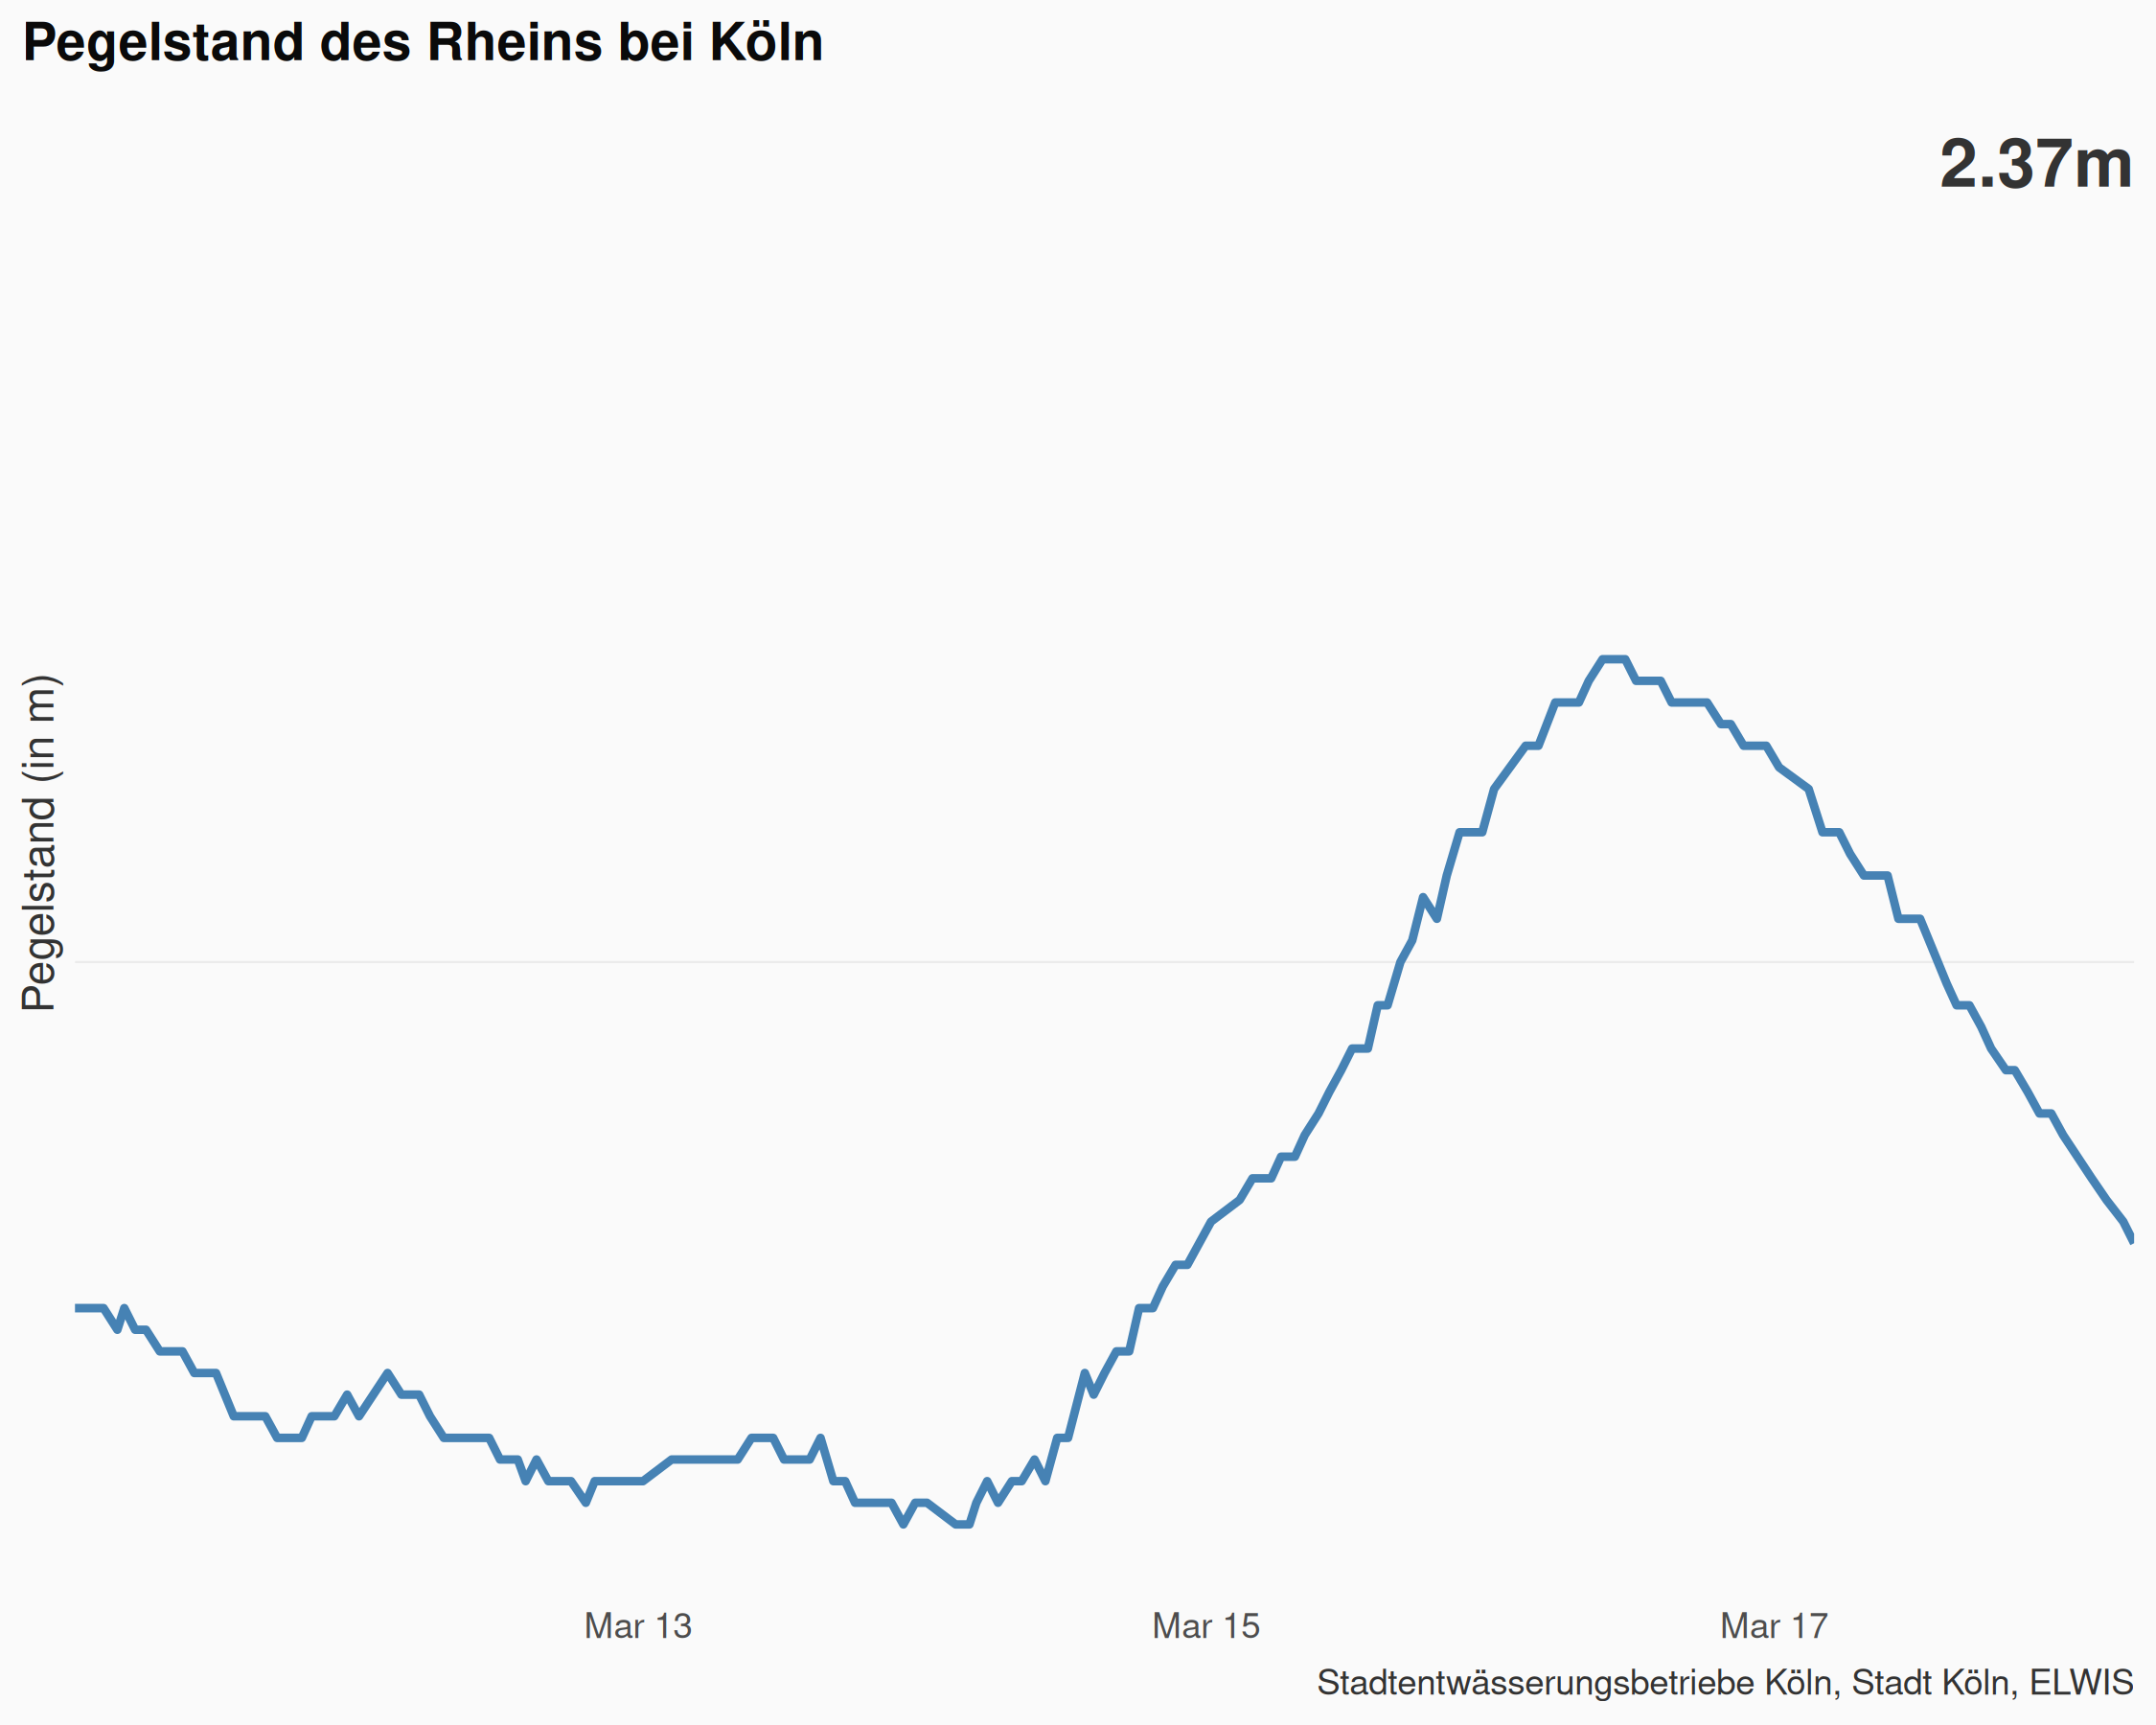 Pegelstand des Rheins bei Köln
2.37m
Pegelstand (in m)
Mar 13
Mar 15
Mar 17
Stadtentwässerungsbetriebe Köln, Stadt Köln, ELWIS